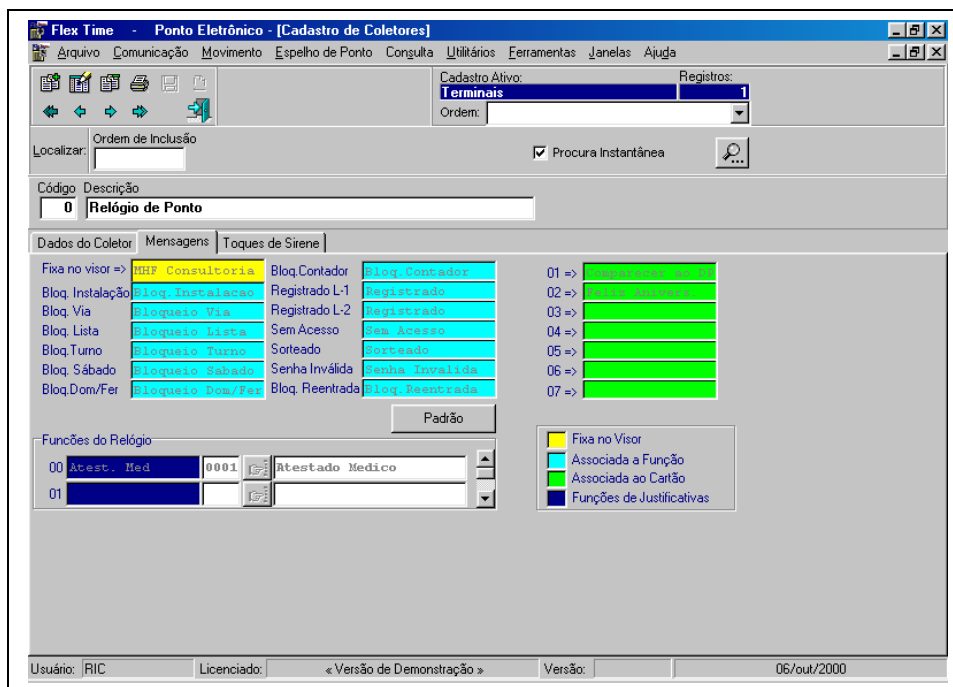 Flex Time - Ponto Eletrônico - [Cadastro de Coletores]
Arquivo Comunicação Movimento Espelho de Ponto Consulta Utilitários Ferramentas Janelas Ajuda
Cadastro Ativo: Registros:
Terminais 1
Ordem:
Localizar: Ordem de Inclusão
Procura Instantânea
Código Descrição
0 Relógio de Ponto
Dados do Coletor Mensagens Toques de Sirene
Fixa no visor => MHF Consultoria Bloq.Contador Bloq.Contador 01 => Comparecer ao DP
Bloq. Instalação Bloq.Instalacao Registrado L-1 Registrado 02 => Feliz Anivers.
Bloq. Via Bloqueio Via Registrado L-2 Registrado 03 =>
Bloq. Lista Bloqueio Lista Sem Acesso Sem Acesso 04 =>
Bloq.Turno Bloqueio Turno Sorteado Sorteado 05 =>
Bloq. Sábado Bloqueio Sabado Senha Inválida Senha Invalida 06 =>
Bloq.Dom/Fer Bloqueio Dom/Fer Bloq. Reentrada Bloq.Reentrada 07 =>
Padrão
Funcões do Relógio
00 Atest. Med 0001 Atestado Medico
01
Fixa no Visor
Associada a Função
Associada ao Cartão
Funções de Justificativas
Usuário: RIC Licenciado: « Versão de Demonstração » Versão: 06/out/2000